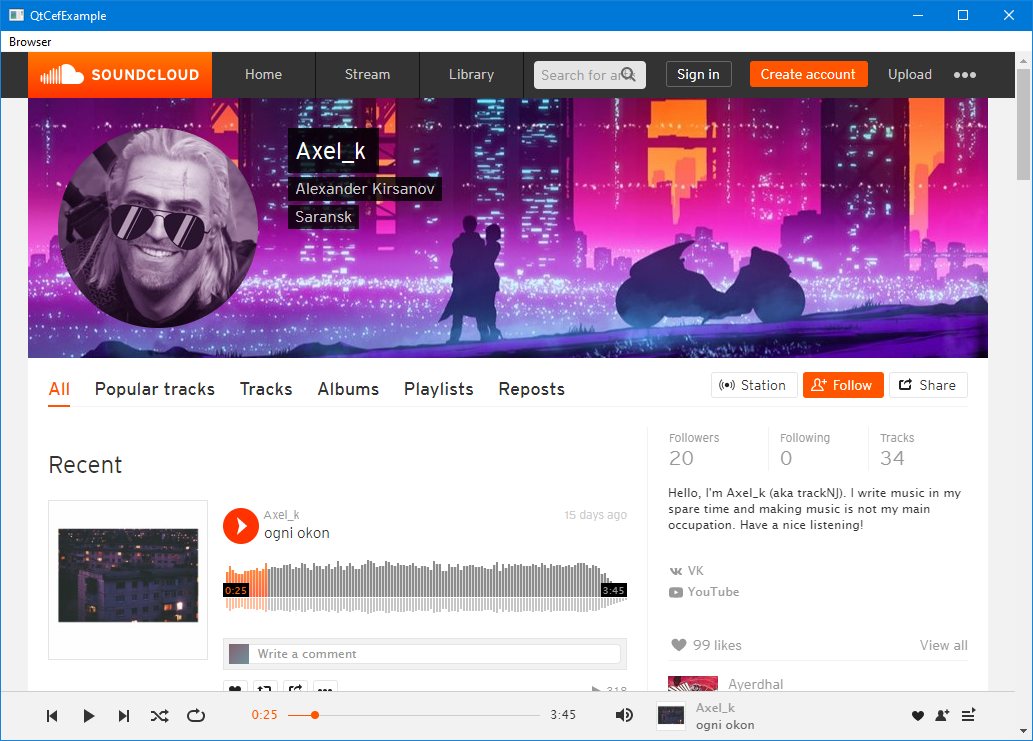 QtCefExample
Browser
SOUNDCLOUD
Home
Stream
Library
Search for arti
Sign in
Create account
Upload
Axel_k
Alexander Kirsanov
Saransk
All
Popular tracks
Tracks
Albums
Playlists
Reposts
Station
Follow
Share
Recent
Axel_k
15 days ago
ogni okon
0:25
3:45
Write a comment
Followers
20
Following
0
Tracks
34
Hello, I'm Axel_k (aka trackNJ). I write music in my
spare time and making music is not my main
occupation. Have a nice listening!
VK
YouTube
99 likes
View all
Ayerdhal
0:25
3:45
Axel_k
ogni okon